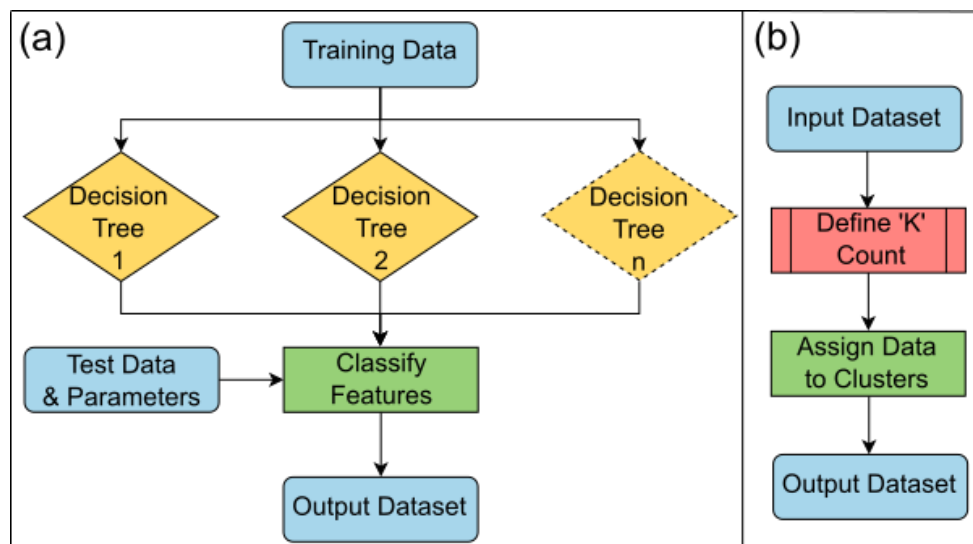 (a)
Training Data
Decision
Tree
1
Decision
Tree
2
Decision
Tree
n
Test Data
& Parameters
Classify
Features
Output Dataset
(b)
Input Dataset
Define 'K'
Count
Assign Data
to Clusters
Output Dataset